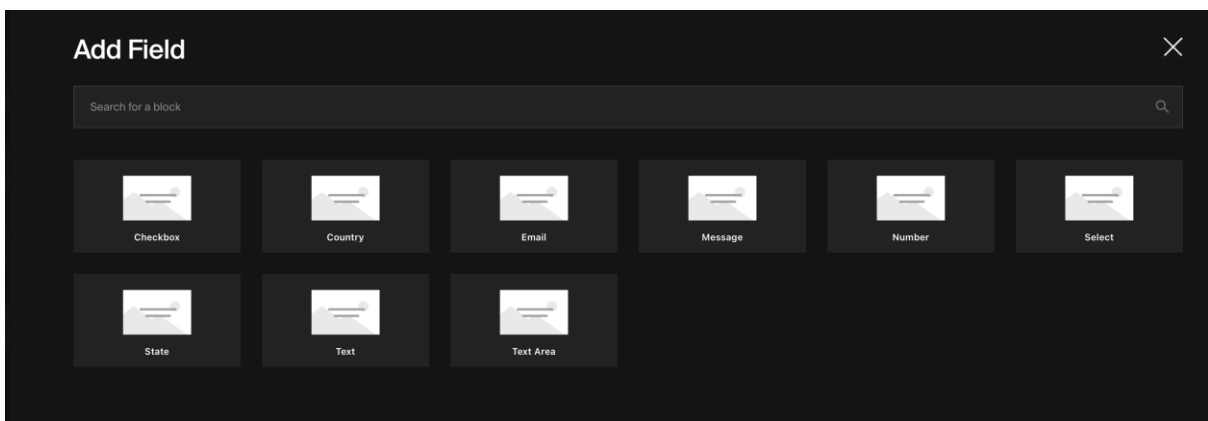 Add Field
Search for a block
Checkbox
Country
Email
Message
Number
Select
State
Text
Text Area